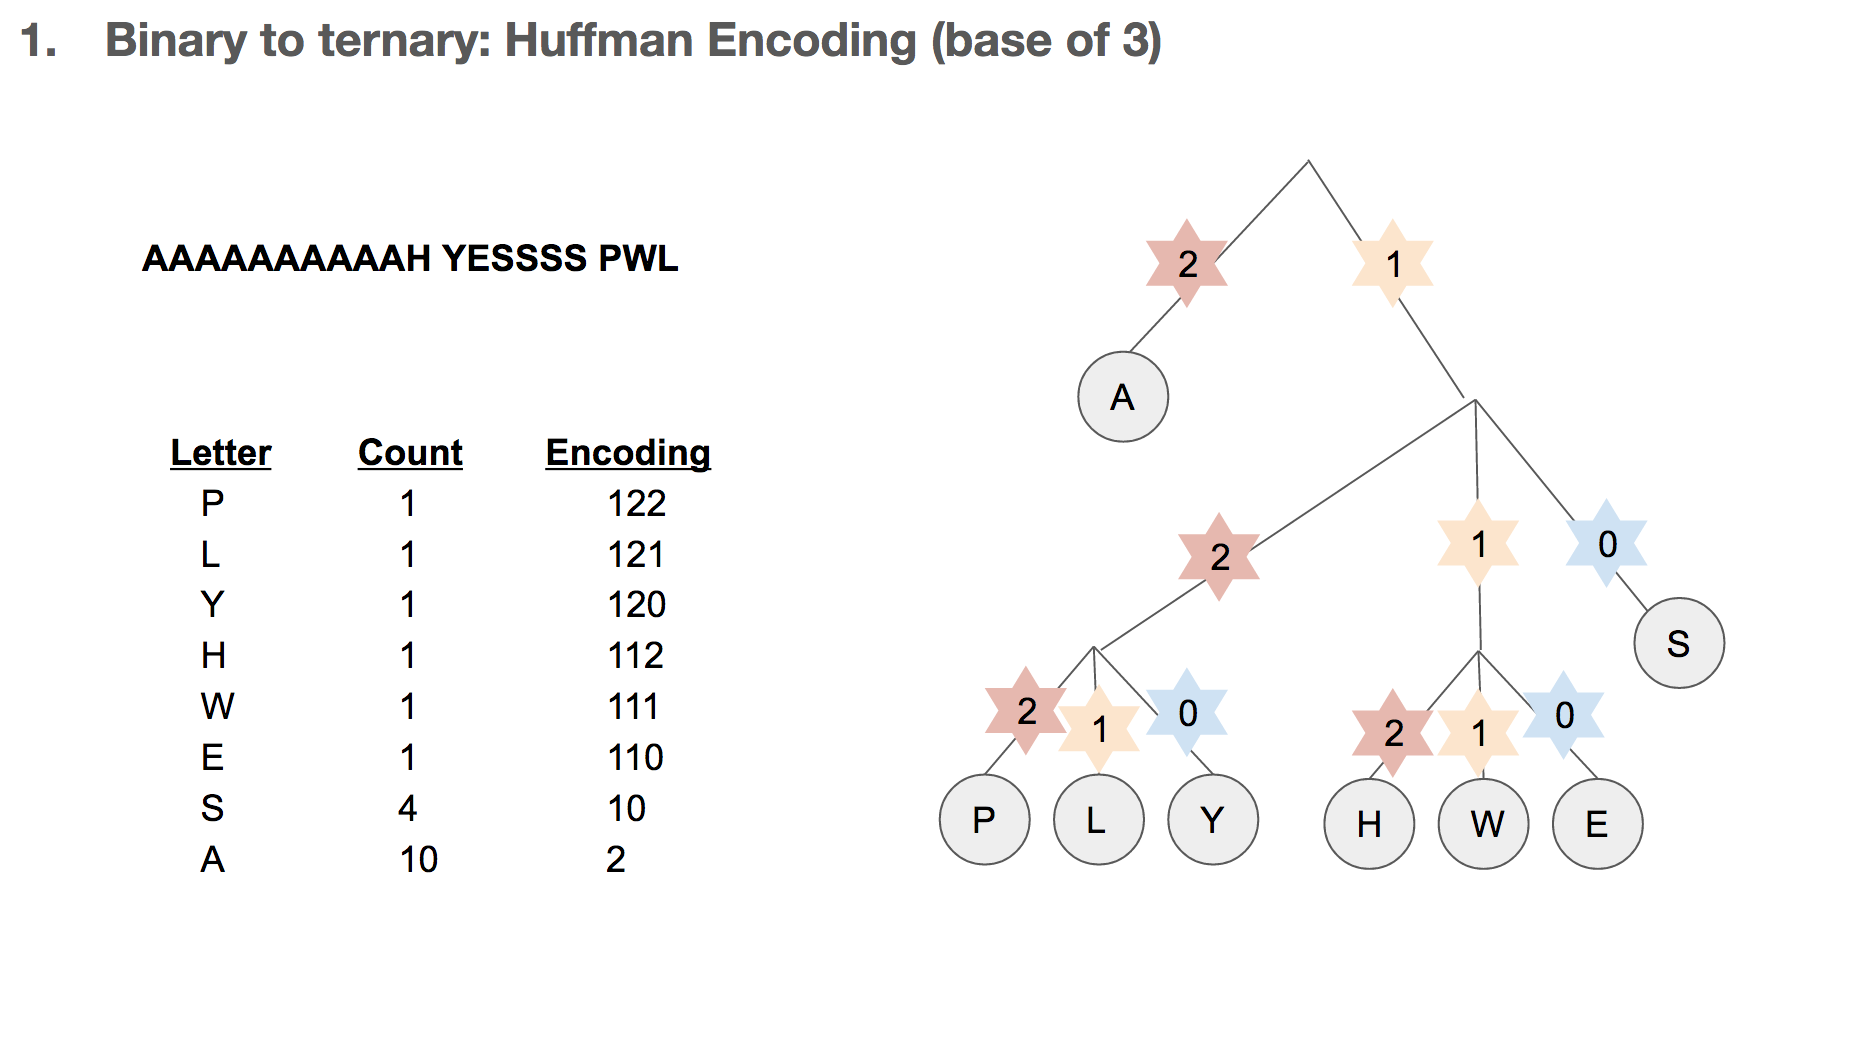 1. Binary to ternary: Huffman Encoding (base of 3)
AAAAAAAAAAH YESSSS PWL
Letter Count Encoding
P 1 122
L 1 121
Y 1 120
H 1 112
W 1 111
E 1 110
S 4 10
A 10 2
2 1
A
2 1 0
S
2 1 0 2 1 0
P L Y H W E